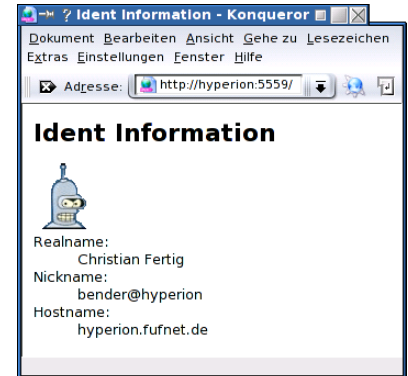 ? Ident Information - Konqueror
Dokument Bearbeiten Ansicht Gehe zu Lesezeichen
Extras Einstellungen Fenster Hilfe
Adresse: http://hyperion:5559/
Ident Information
Realname:
Christian Fertig
Nickname:
bender@hyperion
Hostname:
hyperion.fufnet.de